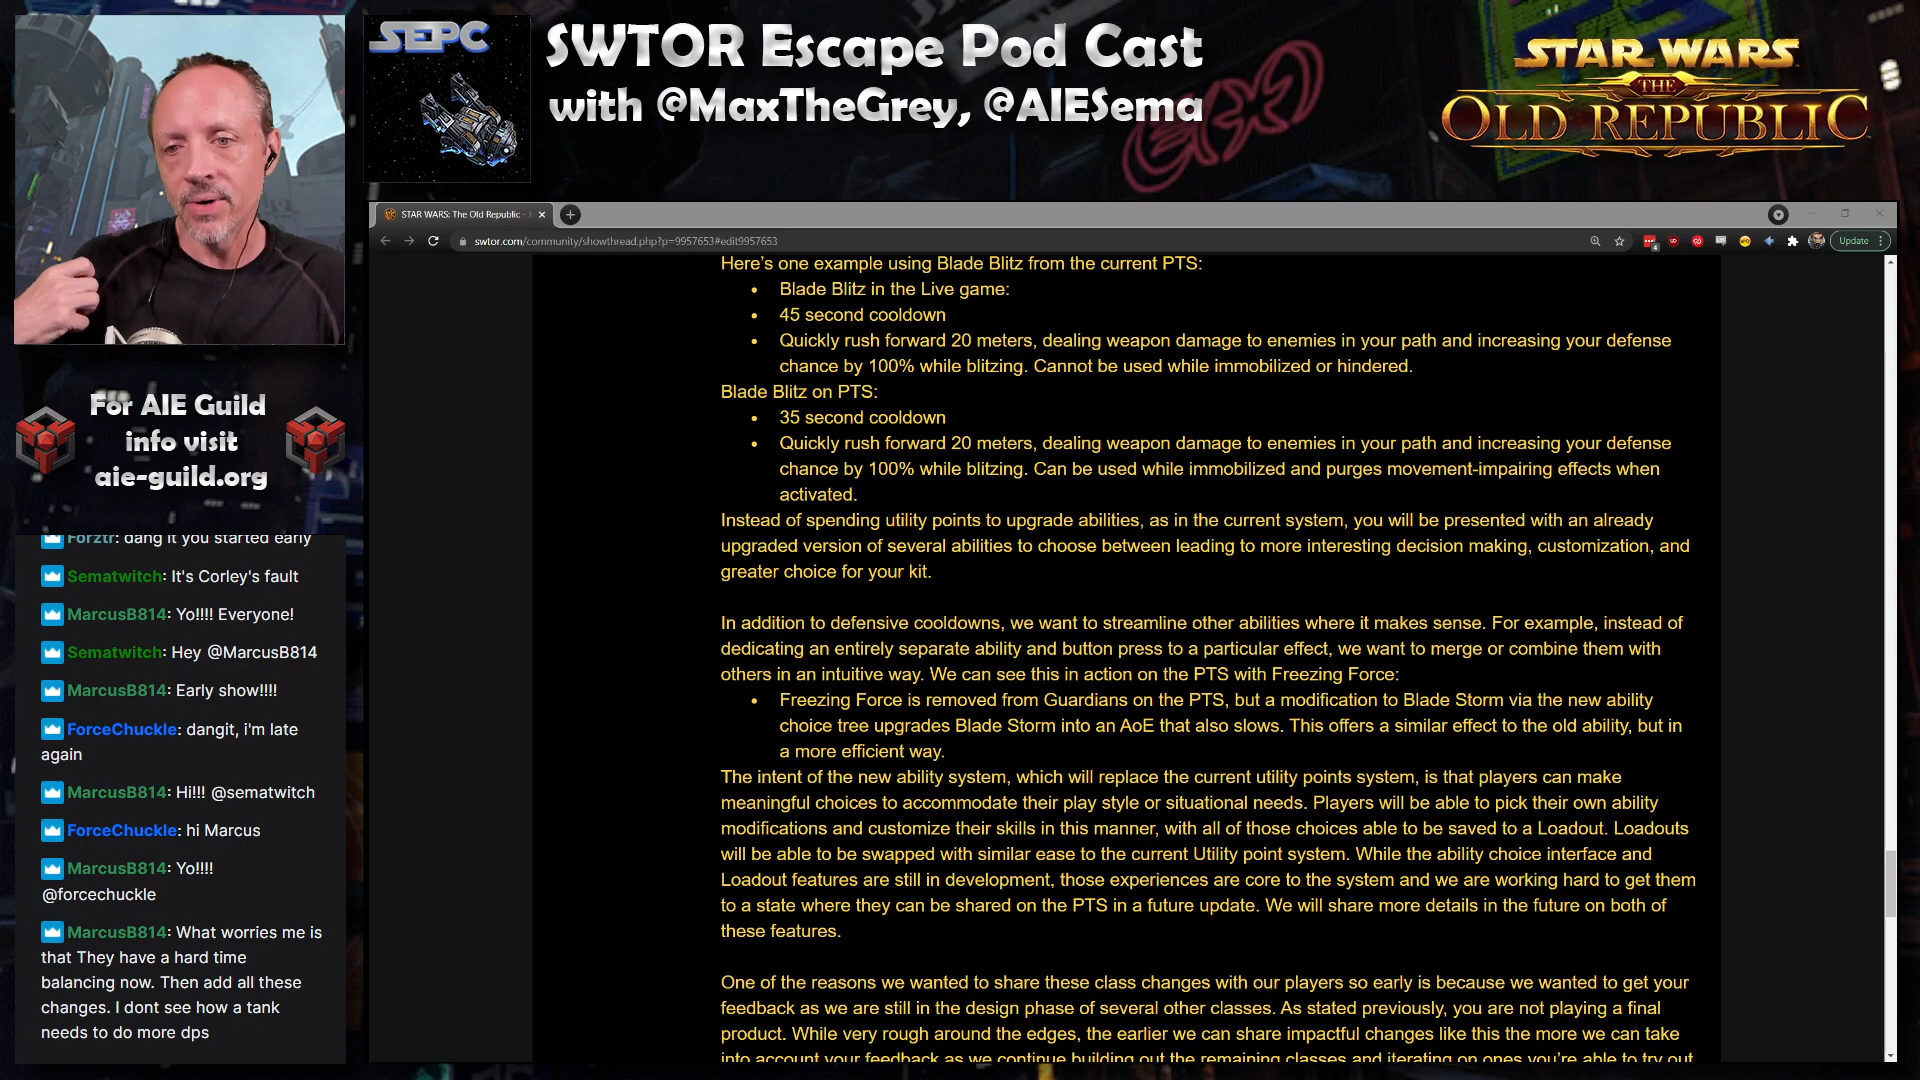 SEPC
SWTOR Escape Pod Cast
with @MaxTheGrey, @AIESema
STAR WARS
THE
OLD REPUBLIC
STAR WARS: The Old Republic -
swtor.com/community/showthread.php?p=9957653#edit9957653
Update
For AIE Guild
info visit
aie-guild.org
Forztr: dang it you started early
Sematwitch: It's Corley's fault
MarcusB814: Yo!!!! Everyone!
Sematwitch: Hey @MarcusB814
MarcusB814: Early show!!!!
ForceChuckle: dangit, i'm late
again
MarcusB814: Hi!!! @sematwitch
ForceChuckle: hi Marcus
MarcusB814: Yo!!!!
@forcechuckle
MarcusB814: What worries me is
that They have a hard time
balancing now. Then add all these
changes. I dont see how a tank
needs to do more dps
Here’s one example using Blade Blitz from the current PTS:
• Blade Blitz in the Live game:
• 45 second cooldown
• Quickly rush forward 20 meters, dealing weapon damage to enemies in your path and increasing your defense
chance by 100% while blitzing. Cannot be used while immobilized or hindered.
Blade Blitz on PTS:
• 35 second cooldown
• Quickly rush forward 20 meters, dealing weapon damage to enemies in your path and increasing your defense
chance by 100% while blitzing. Can be used while immobilized and purges movement-impairing effects when
activated.
Instead of spending utility points to upgrade abilities, as in the current system, you will be presented with an already
upgraded version of several abilities to choose between leading to more interesting decision making, customization, and
greater choice for your kit.
In addition to defensive cooldowns, we want to streamline other abilities where it makes sense. For example, instead of
dedicating an entirely separate ability and button press to a particular effect, we want to merge or combine them with
others in an intuitive way. We can see this in action on the PTS with Freezing Force:
• Freezing Force is removed from Guardians on the PTS, but a modification to Blade Storm via the new ability
choice tree upgrades Blade Storm into an AoE that also slows. This offers a similar effect to the old ability, but in
a more efficient way.
The intent of the new ability system, which will replace the current utility points system, is that players can make
meaningful choices to accommodate their play style or situational needs. Players will be able to pick their own ability
modifications and customize their skills in this manner, with all of those choices able to be saved to a Loadout. Loadouts
will be able to be swapped with similar ease to the current Utility point system. While the ability choice interface and
Loadout features are still in development, those experiences are core to the system and we are working hard to get them
to a state where they can be shared on the PTS in a future update. We will share more details in the future on both of
these features.
One of the reasons we wanted to share these class changes with our players so early is because we wanted to get your
feedback as we are still in the design phase of several other classes. As stated previously, you are not playing a final
product. While very rough around the edges, the earlier we can share impactful changes like this the more we can take
into account your feedback as we continue building out the remaining classes and iterating on ones you’re able to try out